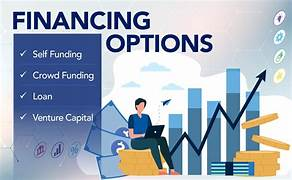 FINANCING
OPTIONS
Self Funding
Crowd Funding
Loan
Venture Capital